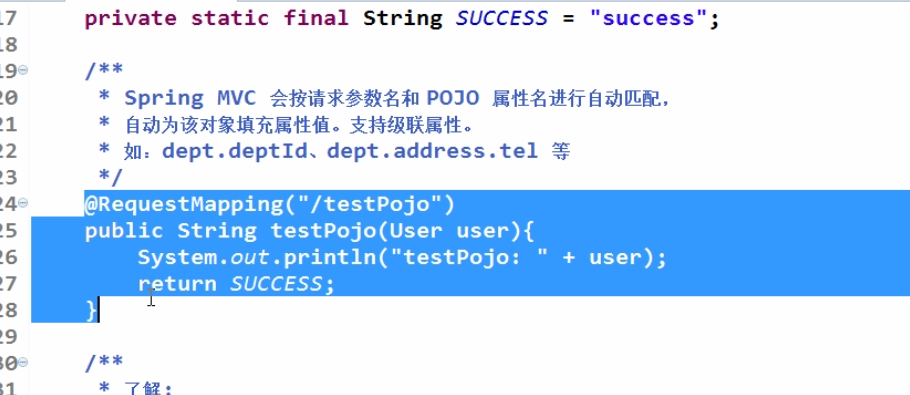 17 private static final String SUCCESS = "success";
18
19 /**
20 * Spring MVC 会按请求参数名和 POJO 属性名进行自动匹配，
21 * 自动为该对象填充属性值。支持级联属性。
22 * 如：dept.deptId、dept.address.tel 等
23 */
24 @RequestMapping("/testPojo")
25 public String testPojo(User user){
26 System.out.println("testPojo: " + user);
27 return SUCCESS;
28 }
29
30 /**
31 * 了解: